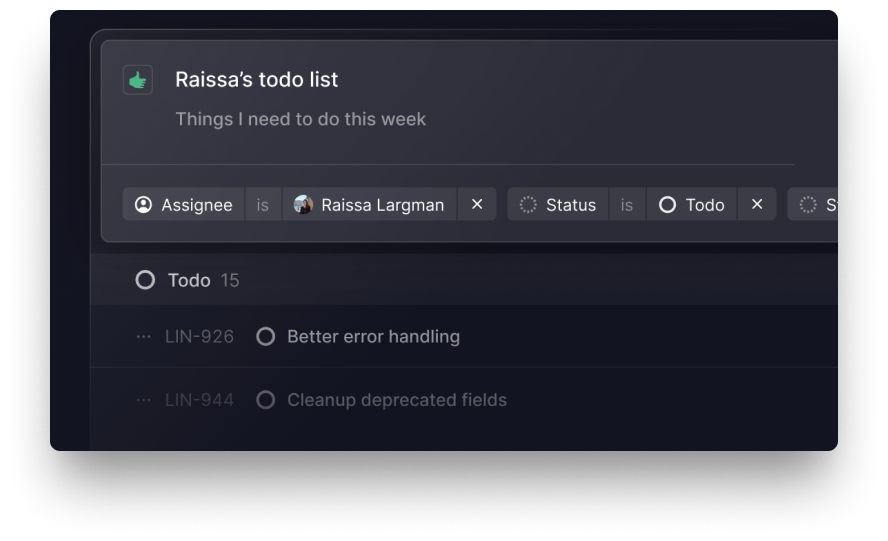 Raissa’s todo list
Things I need to do this week
Assignee is Raissa Largman × Status is Todo ×
Todo 15
··· LIN-926 Better error handling
··· LIN-944 Cleanup deprecated fields